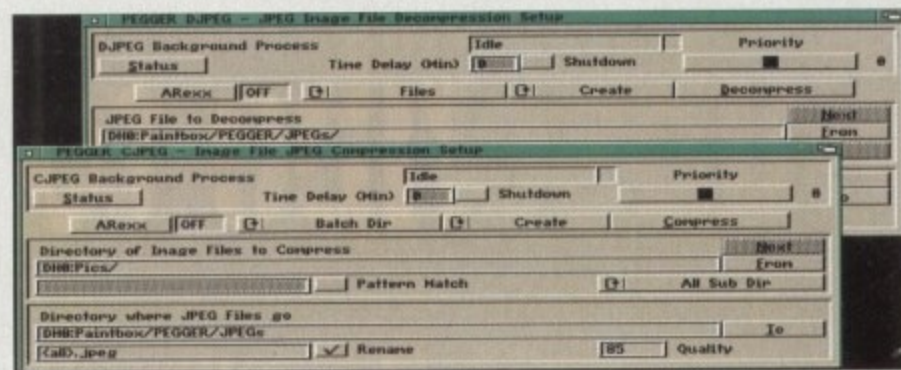 PEGGER DJPEG - JPEG Image File Decompression Setup
DJPEG Background Process Idle Priority
Status Time Delay (Min) 0 Shutdown 0
ARexx OFF Files Create Decompress
JPEG File to Decompress Next
DH0:Paintbox/PEGGER/JPEGs/ From
PEGGER CJPEG - Image File JPEG Compression Setup
CJPEG Background Process Idle Priority
Status Time Delay (Min) 0 Shutdown 0
ARexx OFF Batch Dir Create Compress
Directory of Image Files to Compress Next
DH0:Pics/ From
Pattern Match All Sub Dir
Directory where JPEG Files go
DH0:Paintbox/PEGGER/JPEGs To
<all>.jpeg Rename 85 Quality